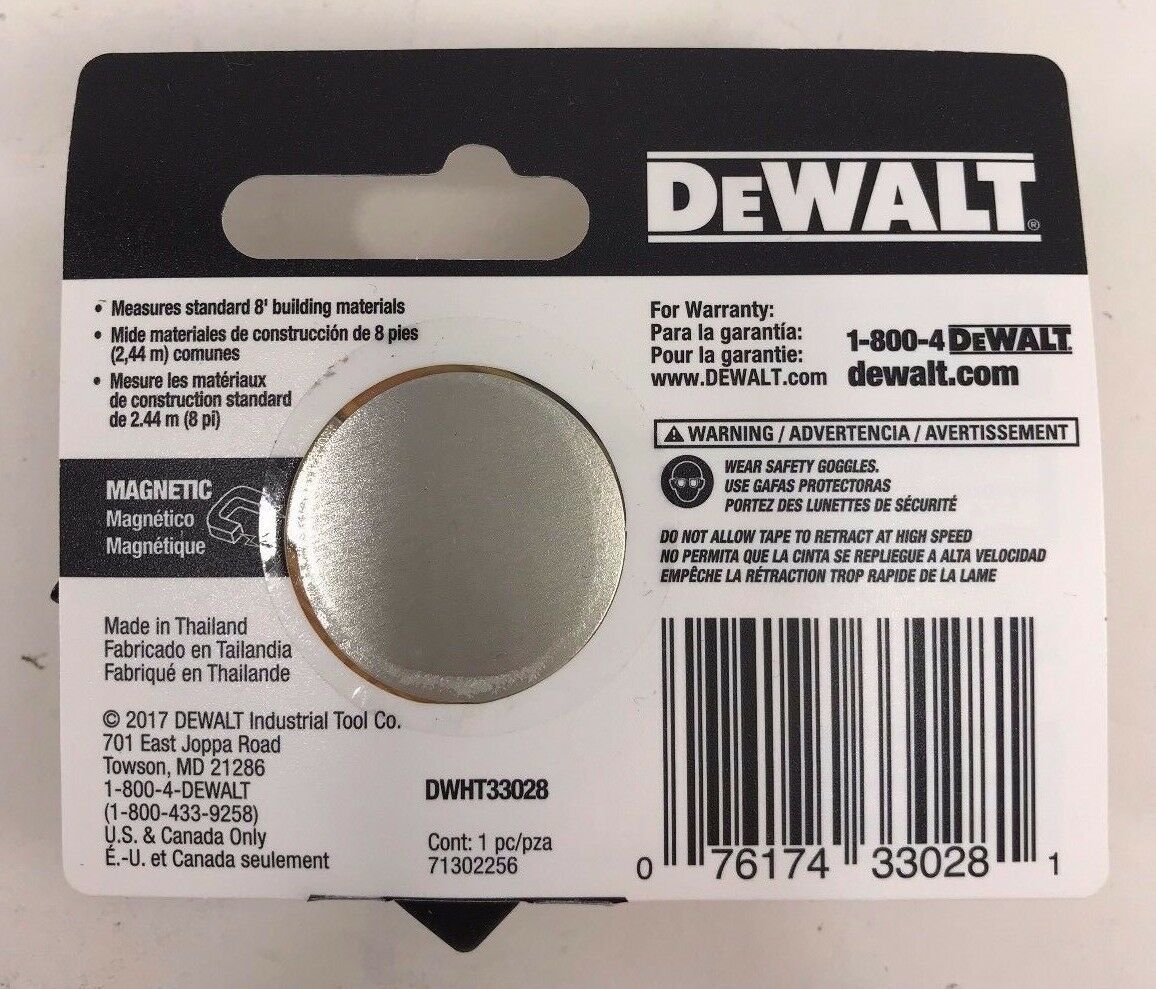 DEWALT®
• Measures standard 8' building materials
• Mide materiales de construcción de 8 pies
(2,44 m) comunes
• Mesure les matériaux
de construction standard
de 2.44 m (8 pi)
MAGNETIC
Magnético
Magnétique
Made in Thailand
Fabricado en Tailandia
Fabriqué en Thaïlande
© 2017 DEWALT Industrial Tool Co.
701 East Joppa Road
Towson, MD 21286
1-800-4-DEWALT
(1-800-433-9258)
U.S. & Canada Only
É.-U. et Canada seulement
DWHT33028
Cont: 1 pc/pza
71302256
For Warranty:
Para la garantía:
Pour la garantie:
www.DEWALT.com
1-800-4 DEWALT
dewalt.com
WARNING / ADVERTENCIA / AVERTISSEMENT
WEAR SAFETY GOGGLES.
USE GAFAS PROTECTORAS
PORTEZ DES LUNETTES DE SÉCURITÉ
DO NOT ALLOW TAPE TO RETRACT AT HIGH SPEED
NO PERMITA QUE LA CINTA SE REPLIEGUE A ALTA VELOCIDAD
EMPÊCHE LA RÉTRACTION TROP RAPIDE DE LA LAME
0 76174 33028 1